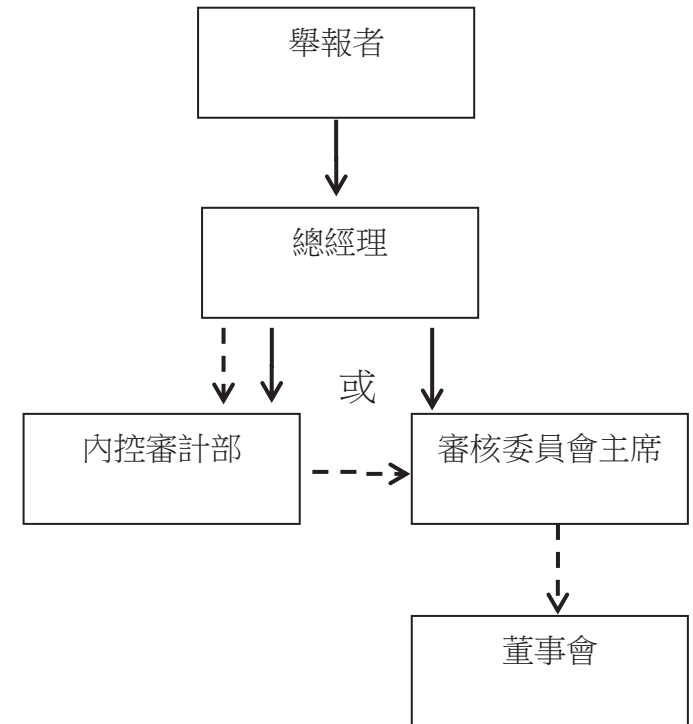 舉報者
總經理
或
內控審計部
審核委員會主席
董事會